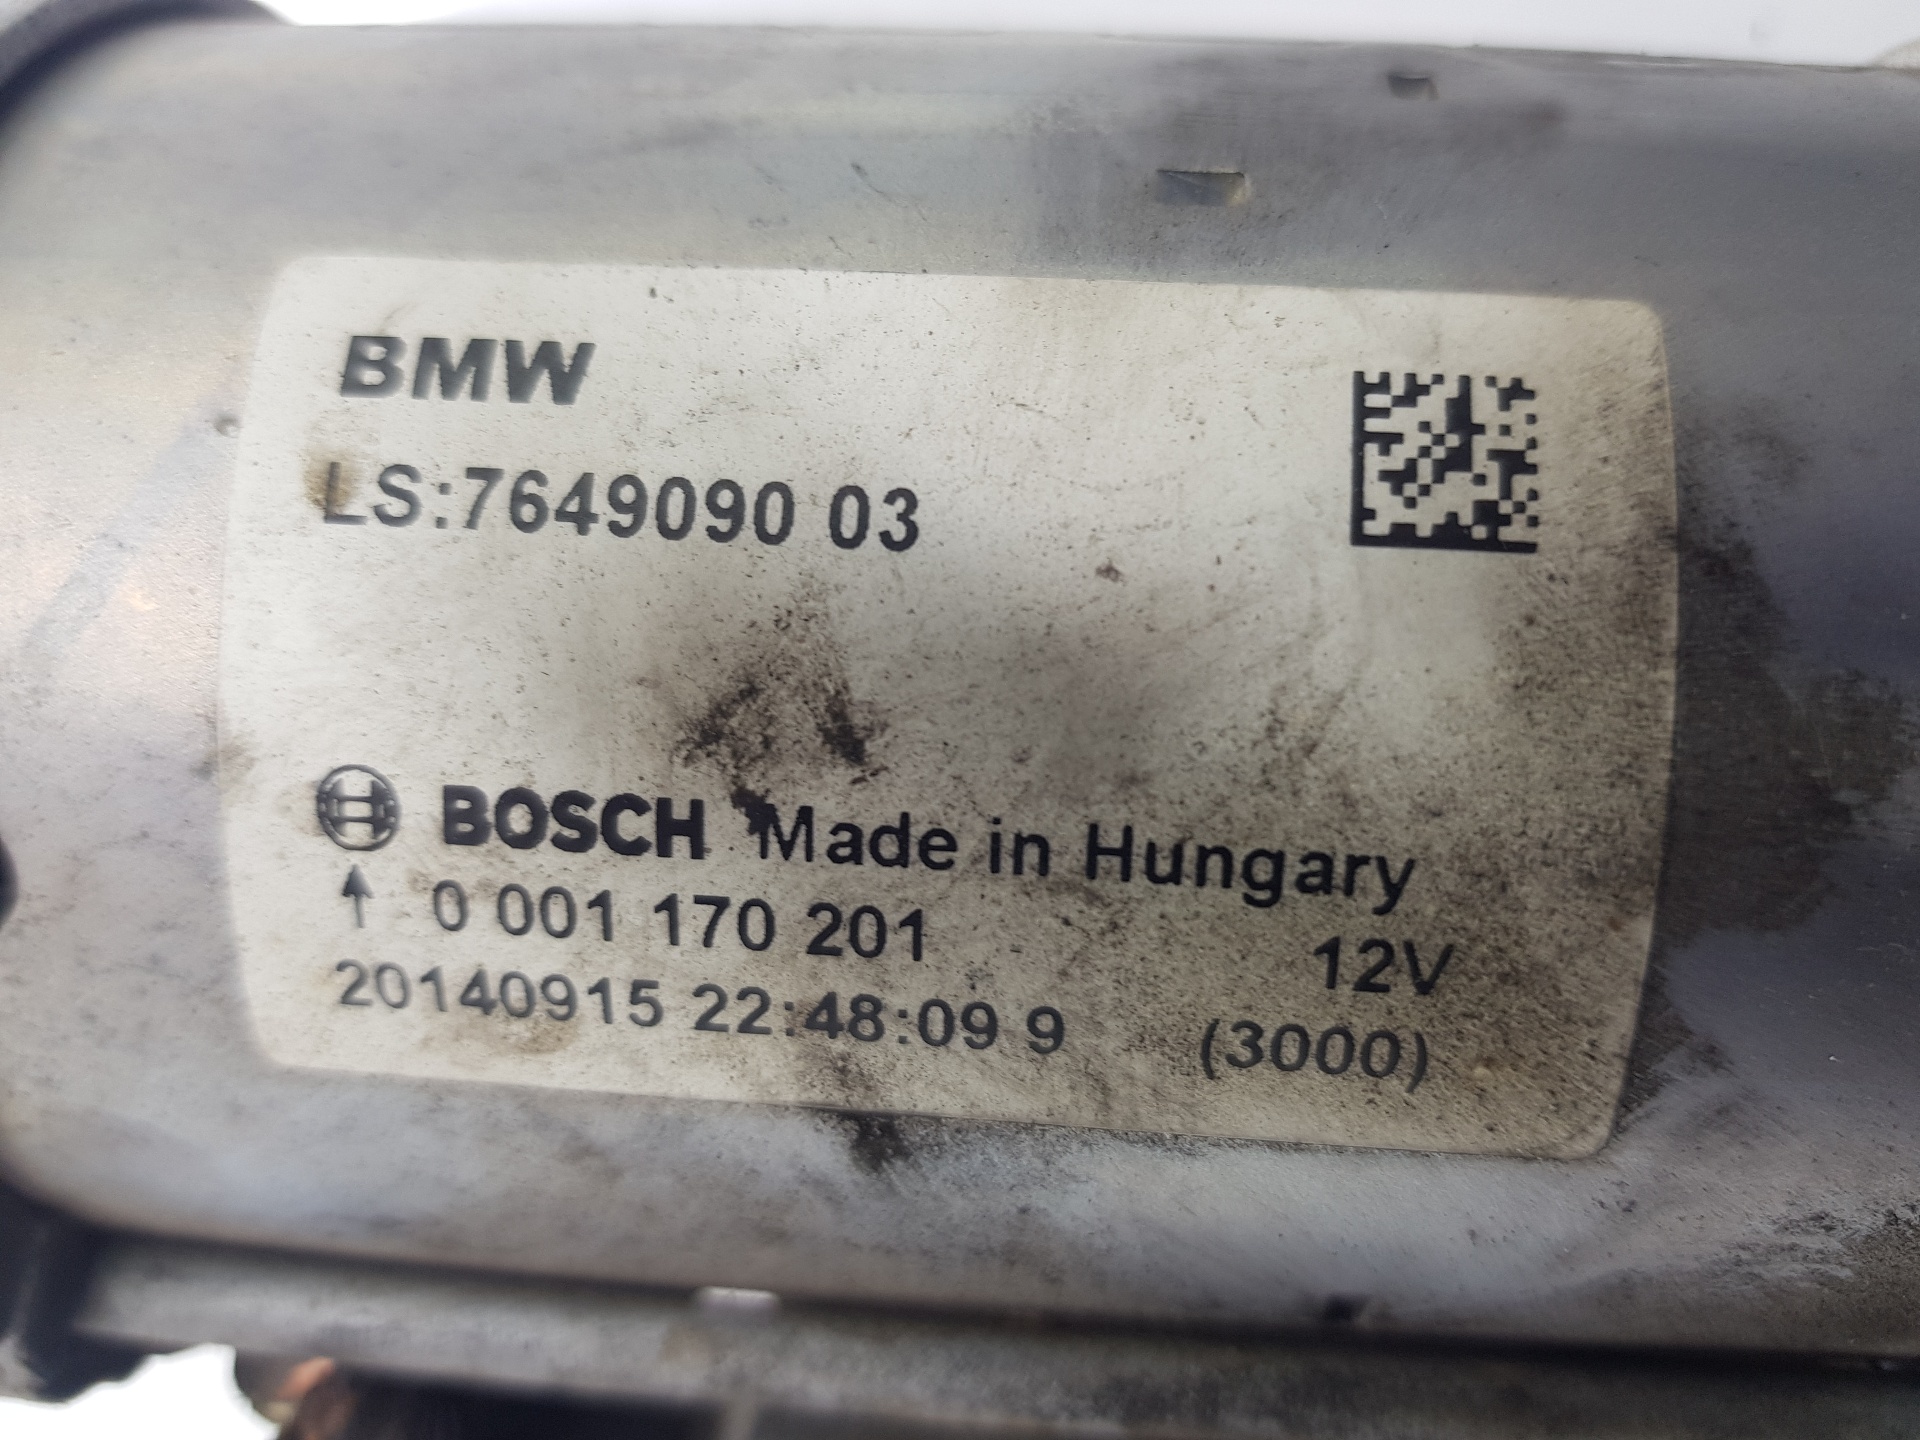 BMW
LS:7649090 03
BOSCH Made in Hungary
0 001 170 201 12V
20140915 22:48:09 9 (3000)